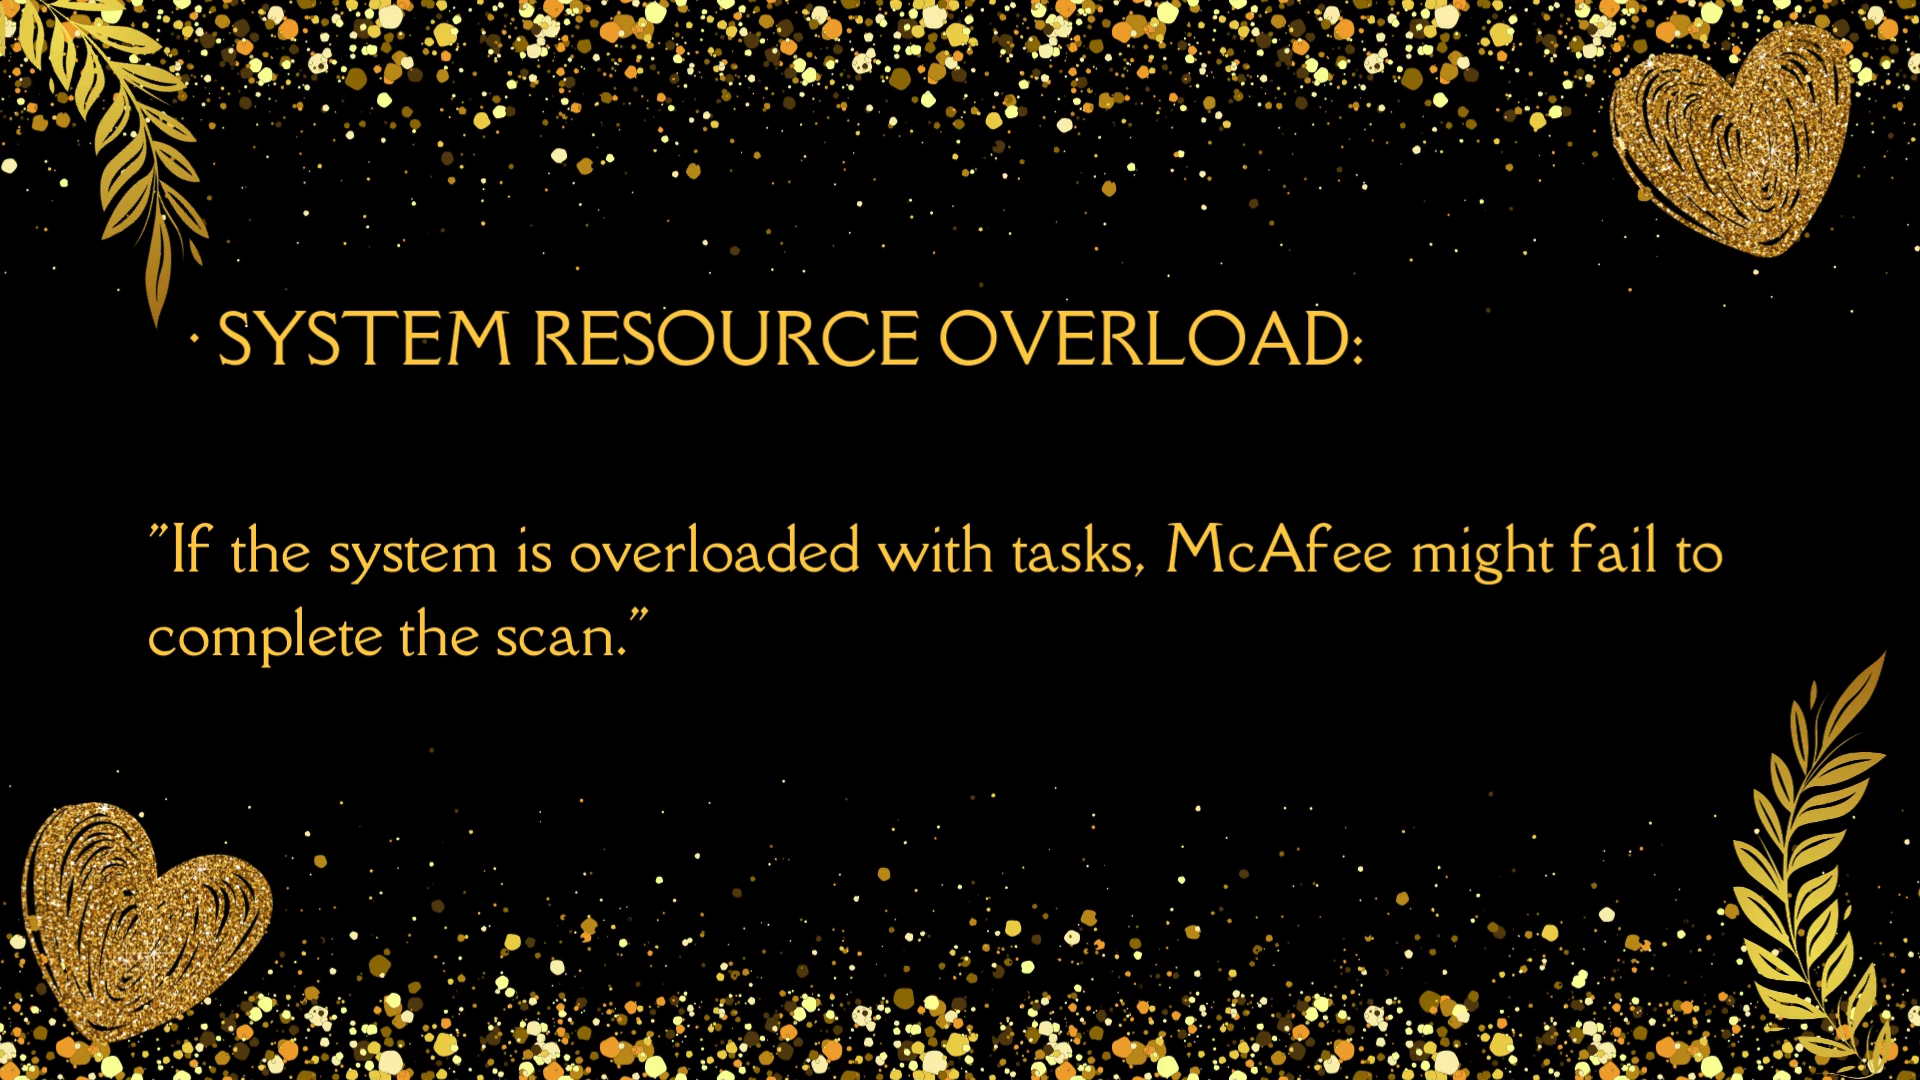 · SYSTEM RESOURCE OVERLOAD:
"If the system is overloaded with tasks, McAfee might fail to
complete the scan."